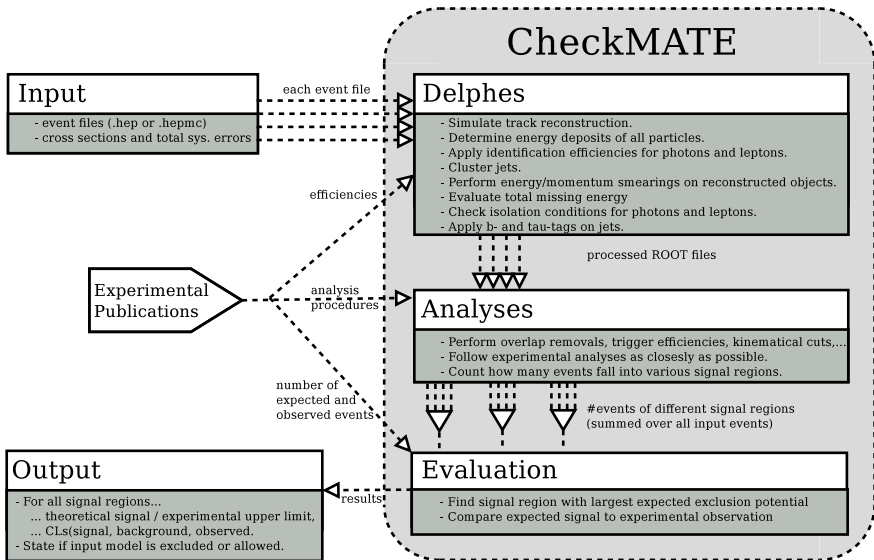 CheckMATE
Input
- event files (.hep or .hepmc)
- cross sections and total sys. errors
each event file
Delphes
- Simulate track reconstruction.
- Determine energy deposits of all particles.
- Apply identification efficiencies for photons and leptons.
- Cluster jets.
- Perform energy/momentum smearings on reconstructed objects.
- Evaluate total missing energy
- Check isolation conditions for photons and leptons.
- Apply b- and tau-tags on jets.
efficiencies
processed ROOT files
Experimental
Publications
analysis
procedures
Analyses
- Perform overlap removals, trigger efficiencies, kinematical cuts,...
- Follow experimental analyses as closesly as possible.
- Count how many events fall into various signal regions.
number of
expected and
observed events
#events of different signal regions
(summed over all input events)
Output
- For all signal regions...
... theoretical signal / experimental upper limit,
... CLs(signal, background, observed.
- State if input model is excluded or allowed.
results
Evaluation
- Find signal region with largest expected exclusion potential
- Compare expected signal to experimental observation